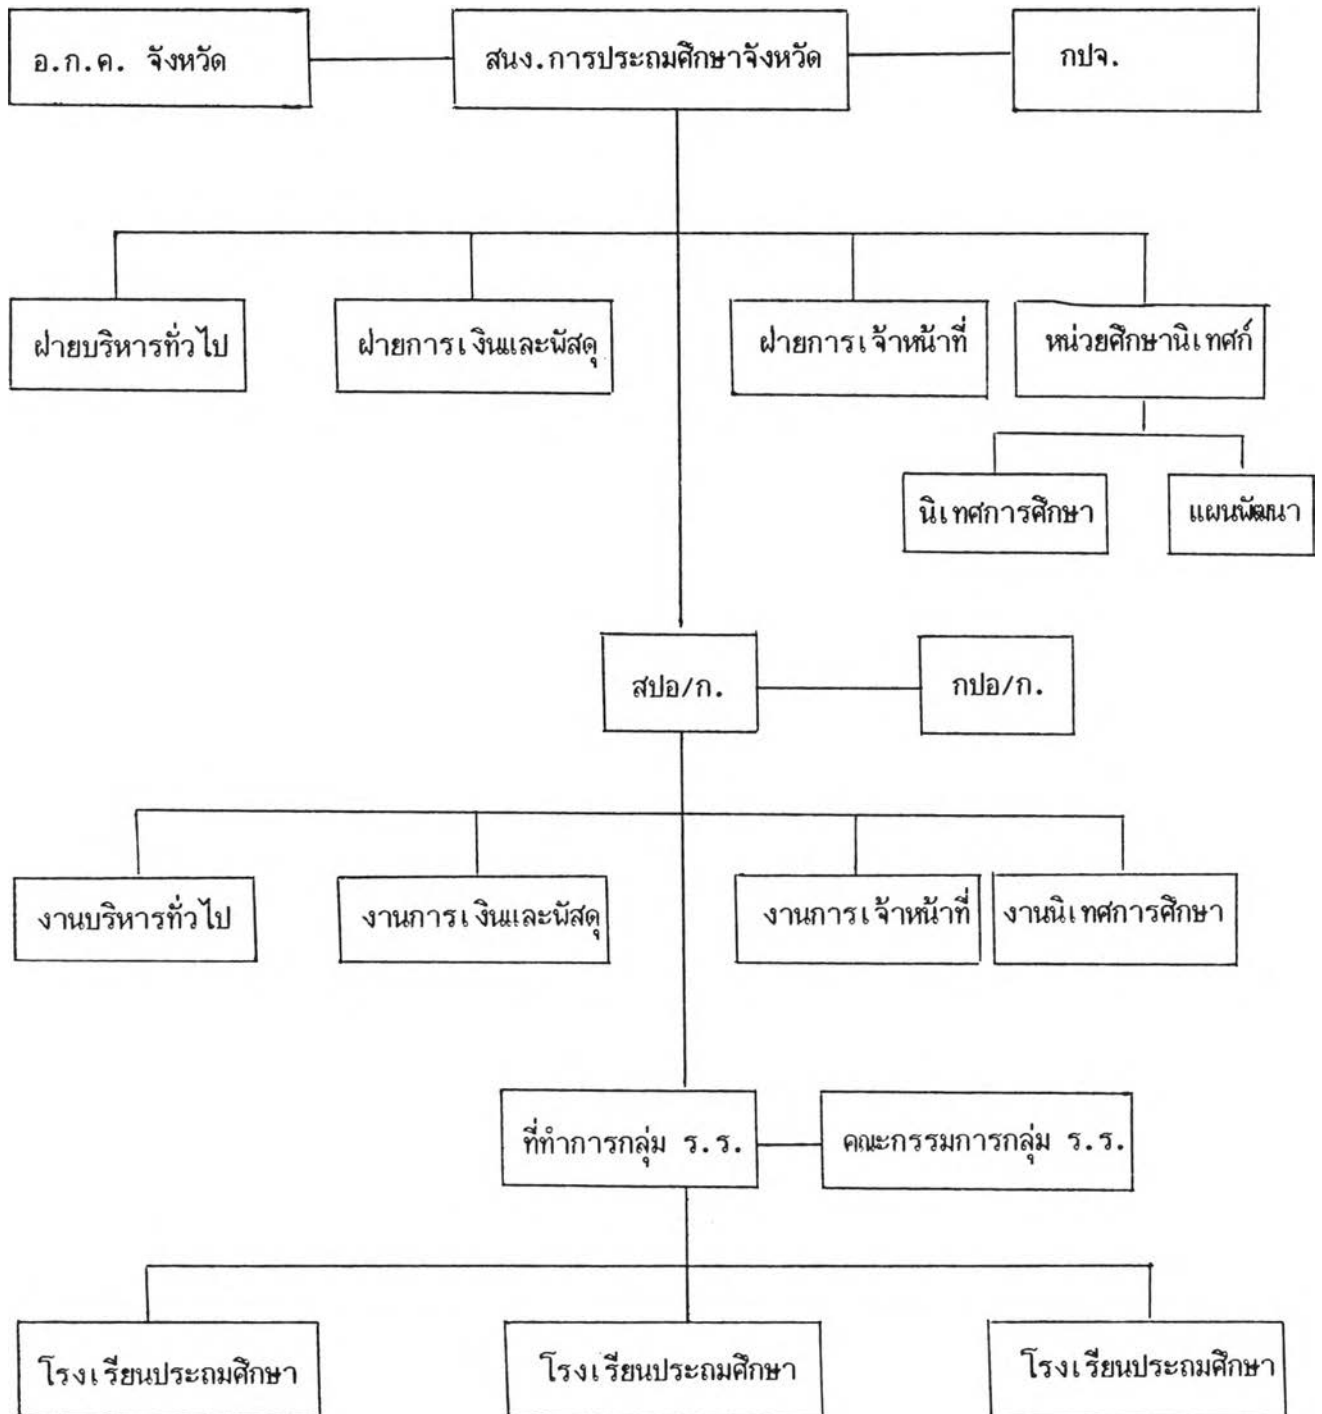 อ.ก.ค. จังหวัด
สนง.การประถมศึกษาจังหวัด
กปจ.
ฝ่ายบริหารทั่วไป
ฝ่ายการเงินและพัสดุ
ฝ่ายการเจ้าหน้าที่
หน่วยศึกษานิเทศก์
นิเทศการศึกษา
แผนพัฒนา
สปอ/ก.
กปอ/ก.
งานบริหารทั่วไป
งานการเงินและพัสดุ
งานการเจ้าหน้าที่
งานนิเทศการศึกษา
ที่ทำการกลุ่ม ร.ร.
คณะกรรมการกลุ่ม ร.ร.
โรงเรียนประถมศึกษา
โรงเรียนประถมศึกษา
โรงเรียนประถมศึกษา